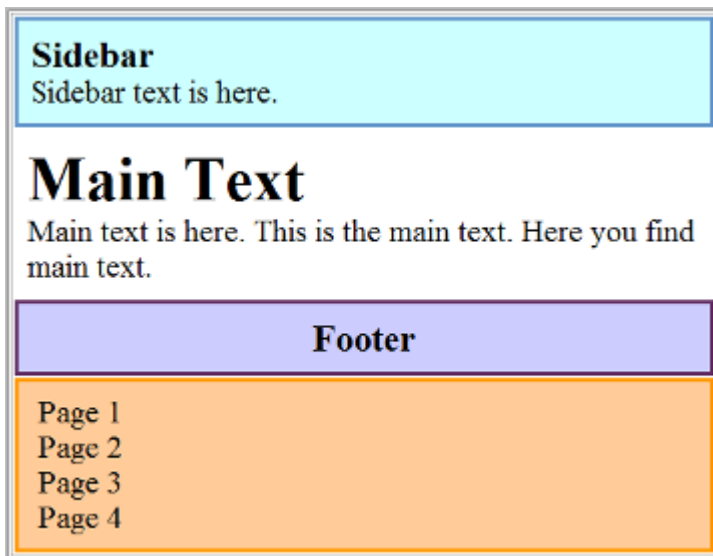 Sidebar
Sidebar text is here.
Main Text
Main text is here. This is the main text. Here you find
main text.
Footer
Page 1
Page 2
Page 3
Page 4